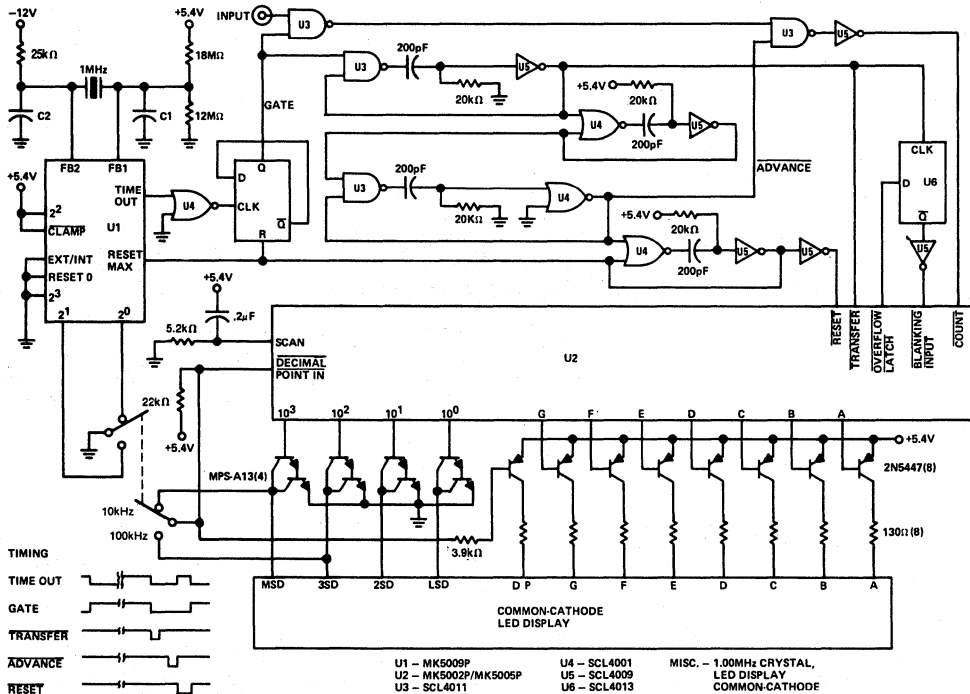 -12V
+5.4V
INPUT
U3
U3
U5
25kΩ
1MHz
18MΩ
U3
200pF
U5
C2
C1
12MΩ
GATE
20kΩ
+5.4V
20kΩ
U4
200pF
U5
CLK
D
U6
Q
U5
FB2
FB1
+5.4V
TIME
OUT
2²
CLAMP
U1
EXT/INT
RESET
MAX
RESET 0
2³
2¹
2⁰
U4
D
Q
CLK
Q
R
U3
200pF
20KΩ
U4
ADVANCE
+5.4V
20kΩ
U4
200pF
U5
U5
+5.4V
.2µF
5.2kΩ
SCAN
DECIMAL
POINT IN
22kΩ
+5.4V
U2
RESET
TRANSFER
OVERFLOW
LATCH
BLANKING
INPUT
COUNT
10³
10²
10¹
10⁰
G
F
E
D
C
B
A
+5.4V
MPS-A13(4)
2N5447(8)
10kHz
100kHz
3.9kΩ
130Ω(8)
MSD
3SD
2SD
LSD
D P
G
F
E
D
C
B
A
COMMON-CATHODE
LED DISPLAY
TIMING
TIME OUT
GATE
TRANSFER
ADVANCE
RESET
U1 – MK5009P
U2 – MK5002P/MK5005P
U3 – SCL4011
U4 – SCL4001
U5 – SCL4009
U6 – SCL4013
MISC. – 1.00MHz CRYSTAL,
LED DISPLAY
COMMON-CATHODE